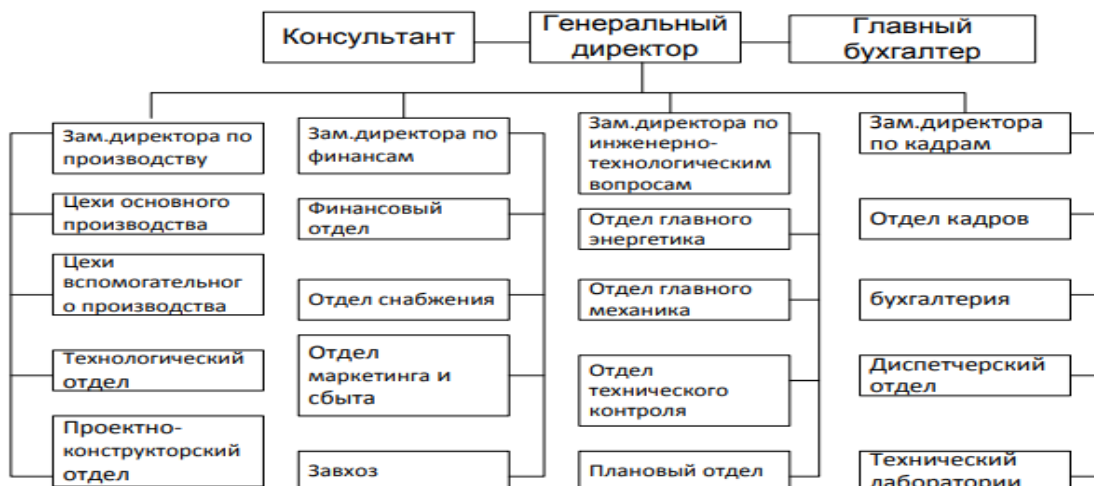 Консультант
Генеральный
директор
Главный
бухгалтер
Зам.директора по
производству
Цехи основного
производства
Цехи
вспомогательног
о производства
Технологический
отдел
Проектно-
конструкторский
отдел
Зам.директора по
финансам
Финансовый
отдел
Отдел снабжения
Отдел
маркетинга и
сбыта
Завхоз
Зам.директора по
инженерно-
технологическим
вопросам
Отдел главного
энергетика
Отдел главного
механика
Отдел
технического
контроля
Плановый отдел
Зам.директора
по кадрам
Отдел кадров
бухгалтерия
Диспетчерский
отдел
Технический
лаборатории